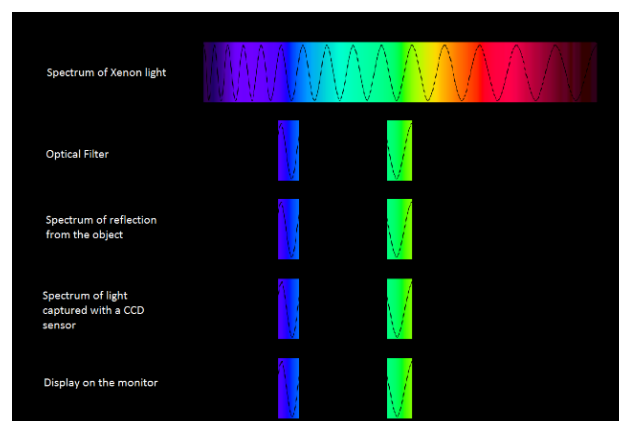 Spectrum of Xenon light
Optical Filter
Spectrum of reflection
from the object
Spectrum of light
captured with a CCD
sensor
Display on the monitor